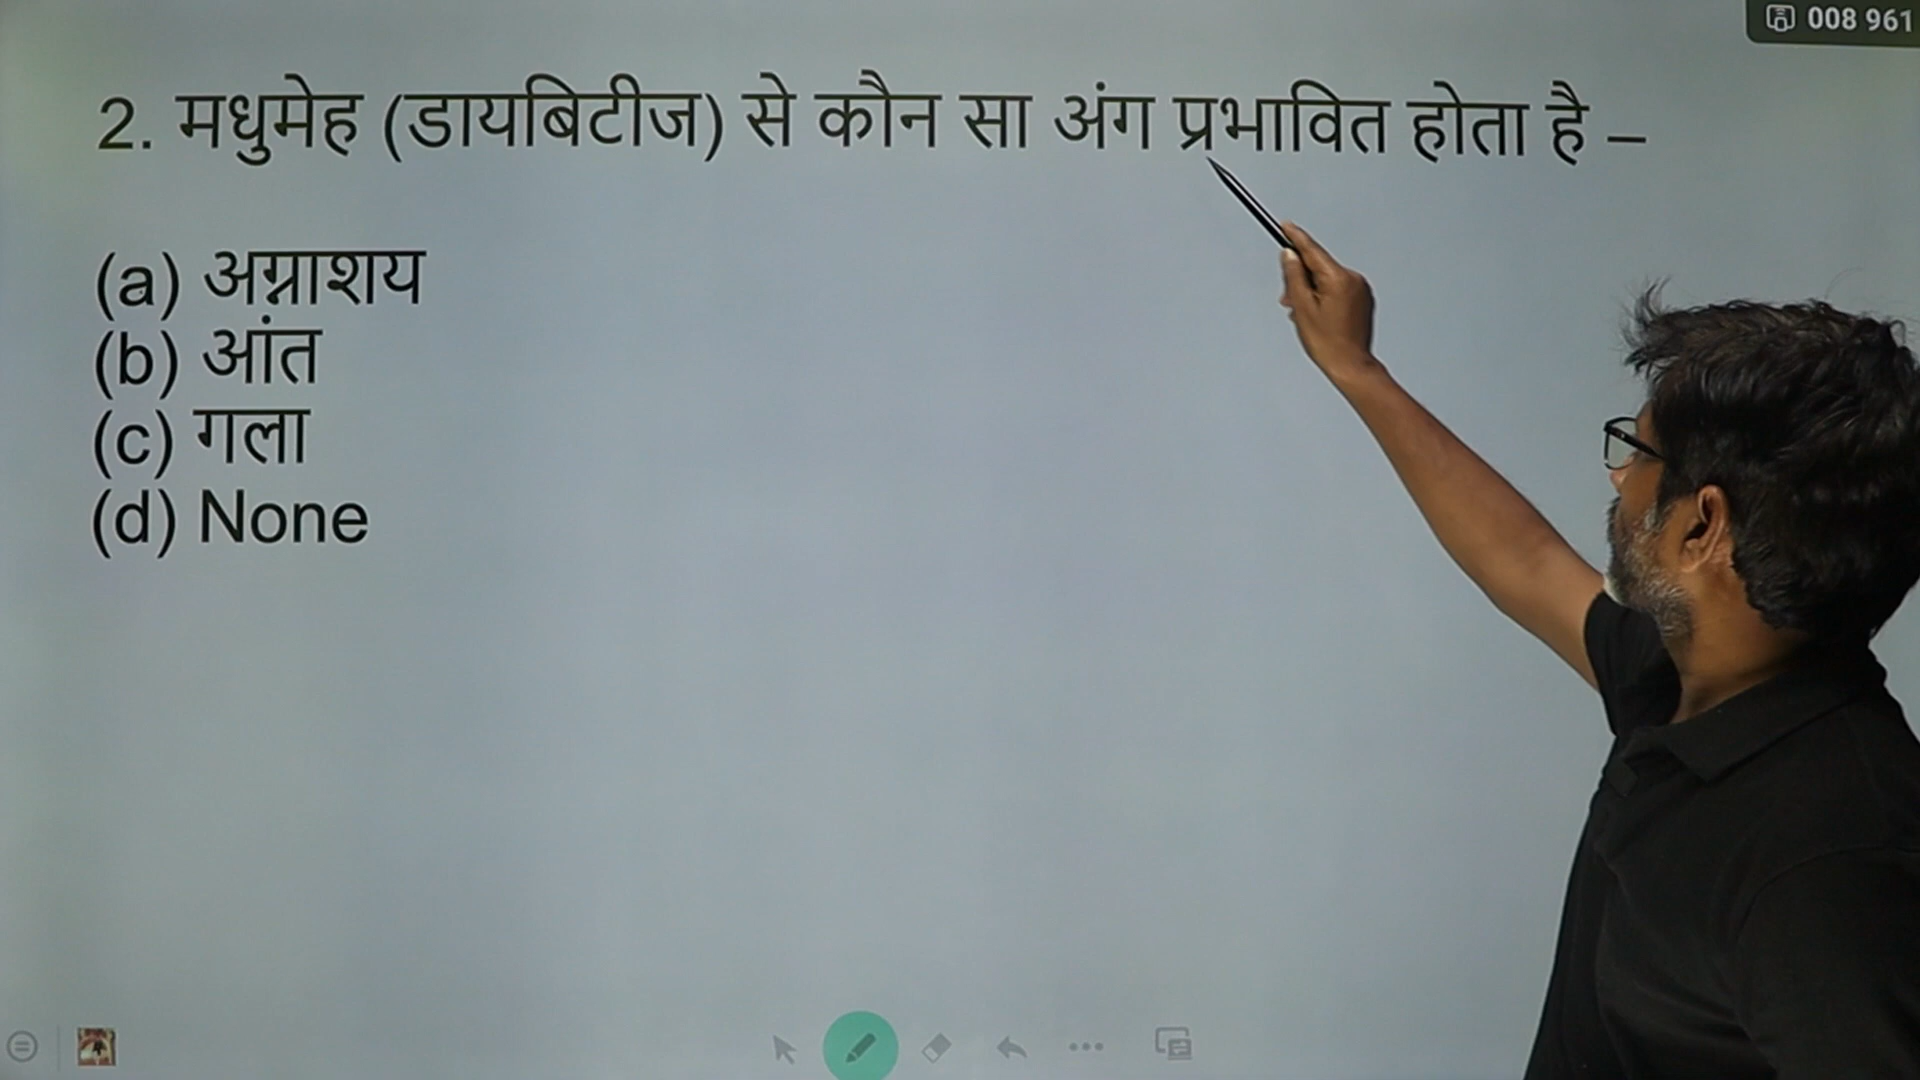 008 961
2. मधुमेह (डायबिटीज) से कौन सा अंग प्रभावित होता है –
(a) अग्नाशय
(b) आंत
(c) गला
(d) None